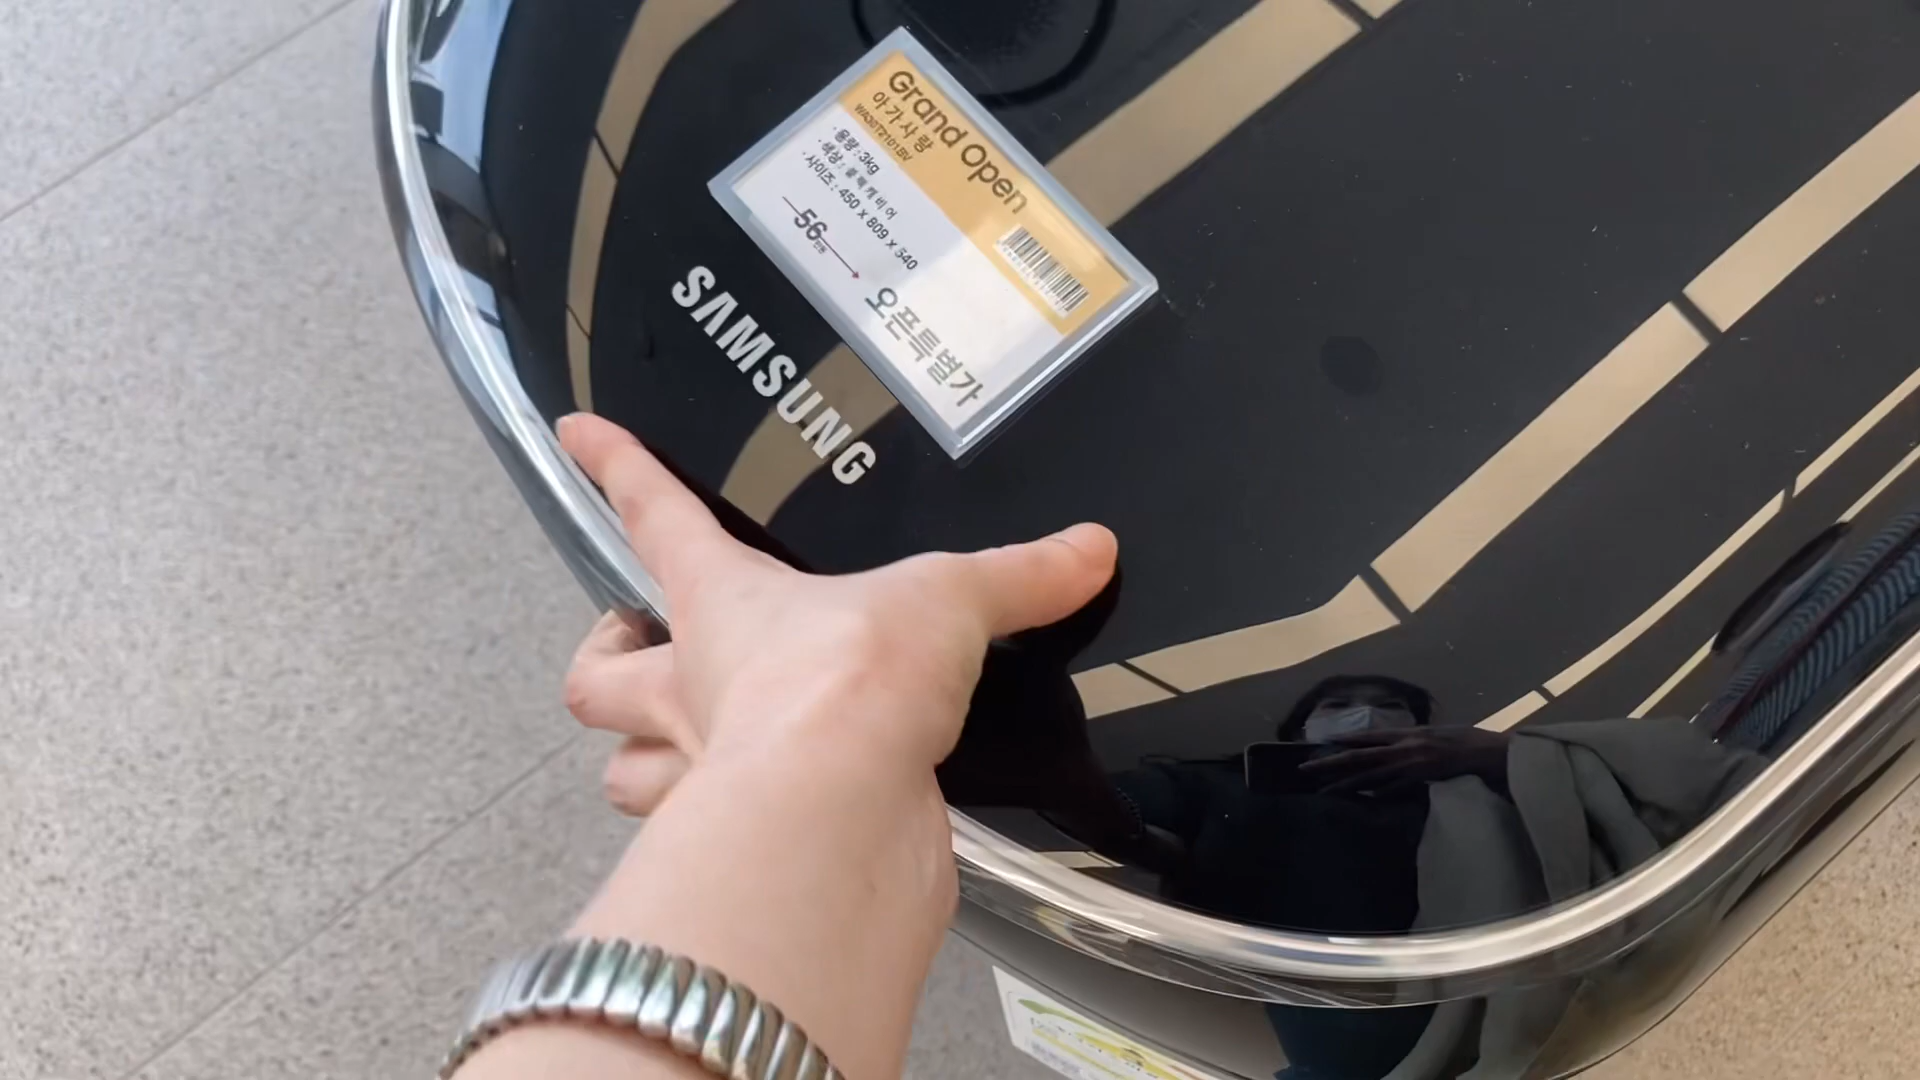 Grand Open
아가사랑
WA30T2101BV
· 용량 : 3kg
· 색상 : 블랙캐비어
· 사이즈 : 450 x 809 x 540
56만원
오픈특별가
SAMSUNG